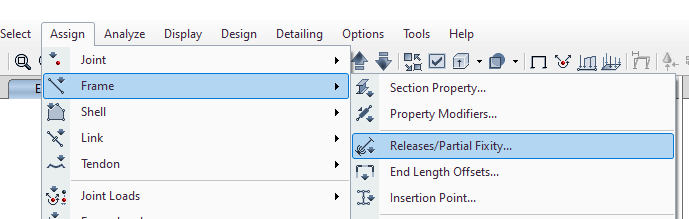 Select Assign Analyze Display Design Detailing Options Tools Help
Joint
Frame
Shell
Link
Tendon
Joint Loads
Section Property...
Property Modifiers...
Releases/Partial Fixity...
End Length Offsets...
Insertion Point...